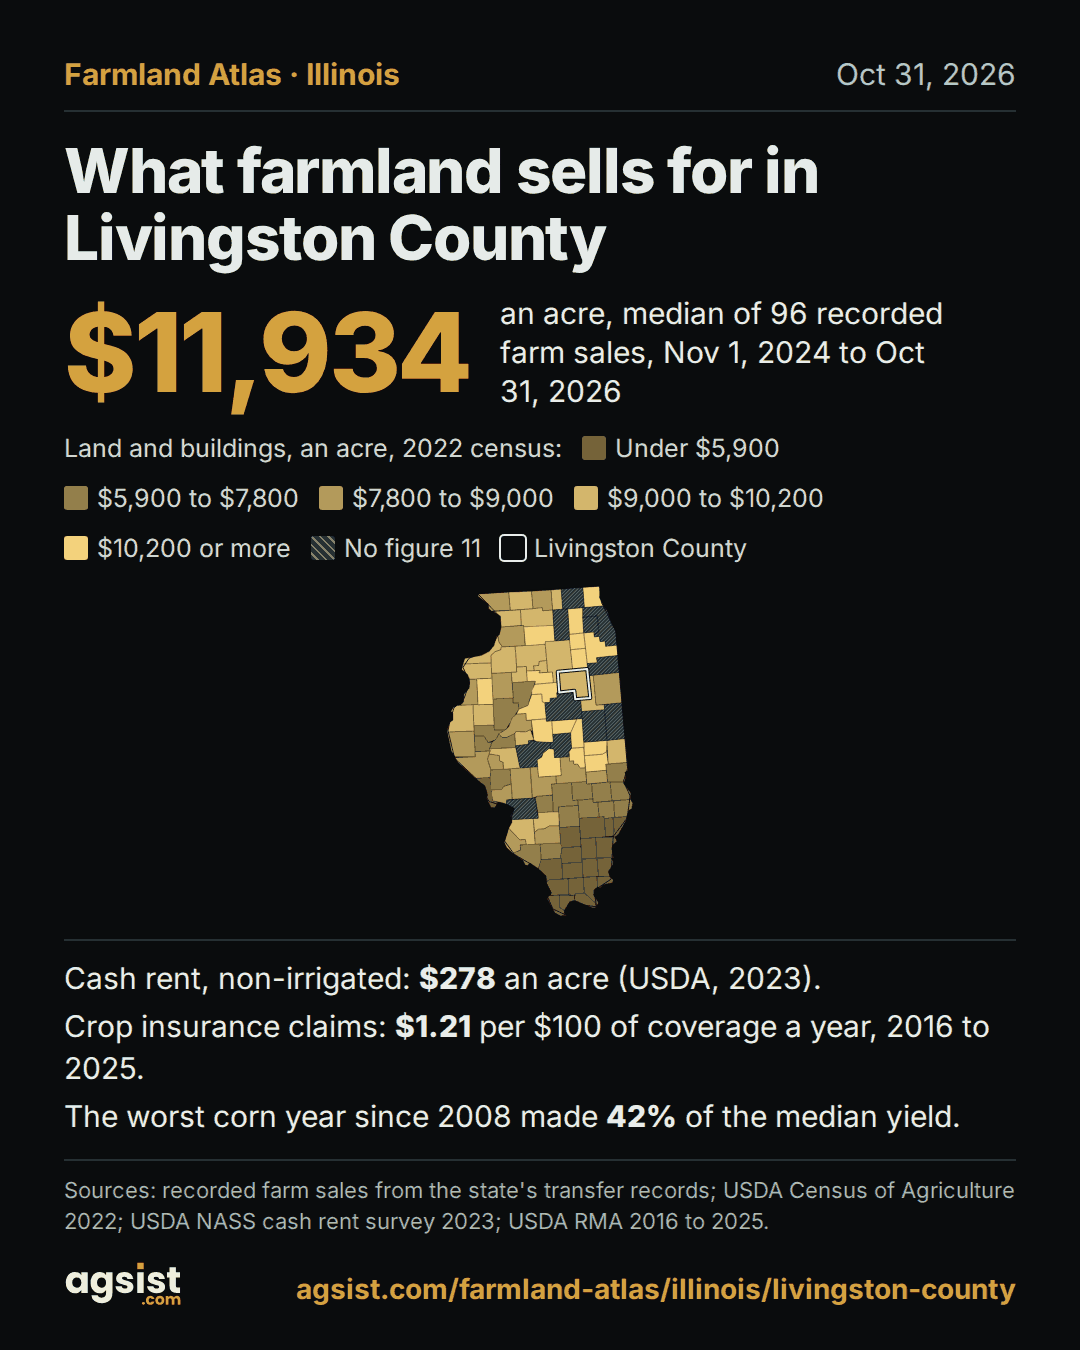 Farmland Atlas · Illinois
Oct 31, 2026
What farmland sells for in
Livingston County
$11,934
an acre, median of 96 recorded
farm sales, Nov 1, 2024 to Oct
31, 2026
Land and buildings, an acre, 2022 census: Under $5,900
$5,900 to $7,800 $7,800 to $9,000 $9,000 to $10,200
$10,200 or more No figure 11 Livingston County
Cash rent, non-irrigated: $278 an acre (USDA, 2023).
Crop insurance claims: $1.21 per $100 of coverage a year, 2016 to
2025.
The worst corn year since 2008 made 42% of the median yield.
Sources: recorded farm sales from the state's transfer records; USDA Census of Agriculture
2022; USDA NASS cash rent survey 2023; USDA RMA 2016 to 2025.
agsist
.com
agsist.com/farmland-atlas/illinois/livingston-county